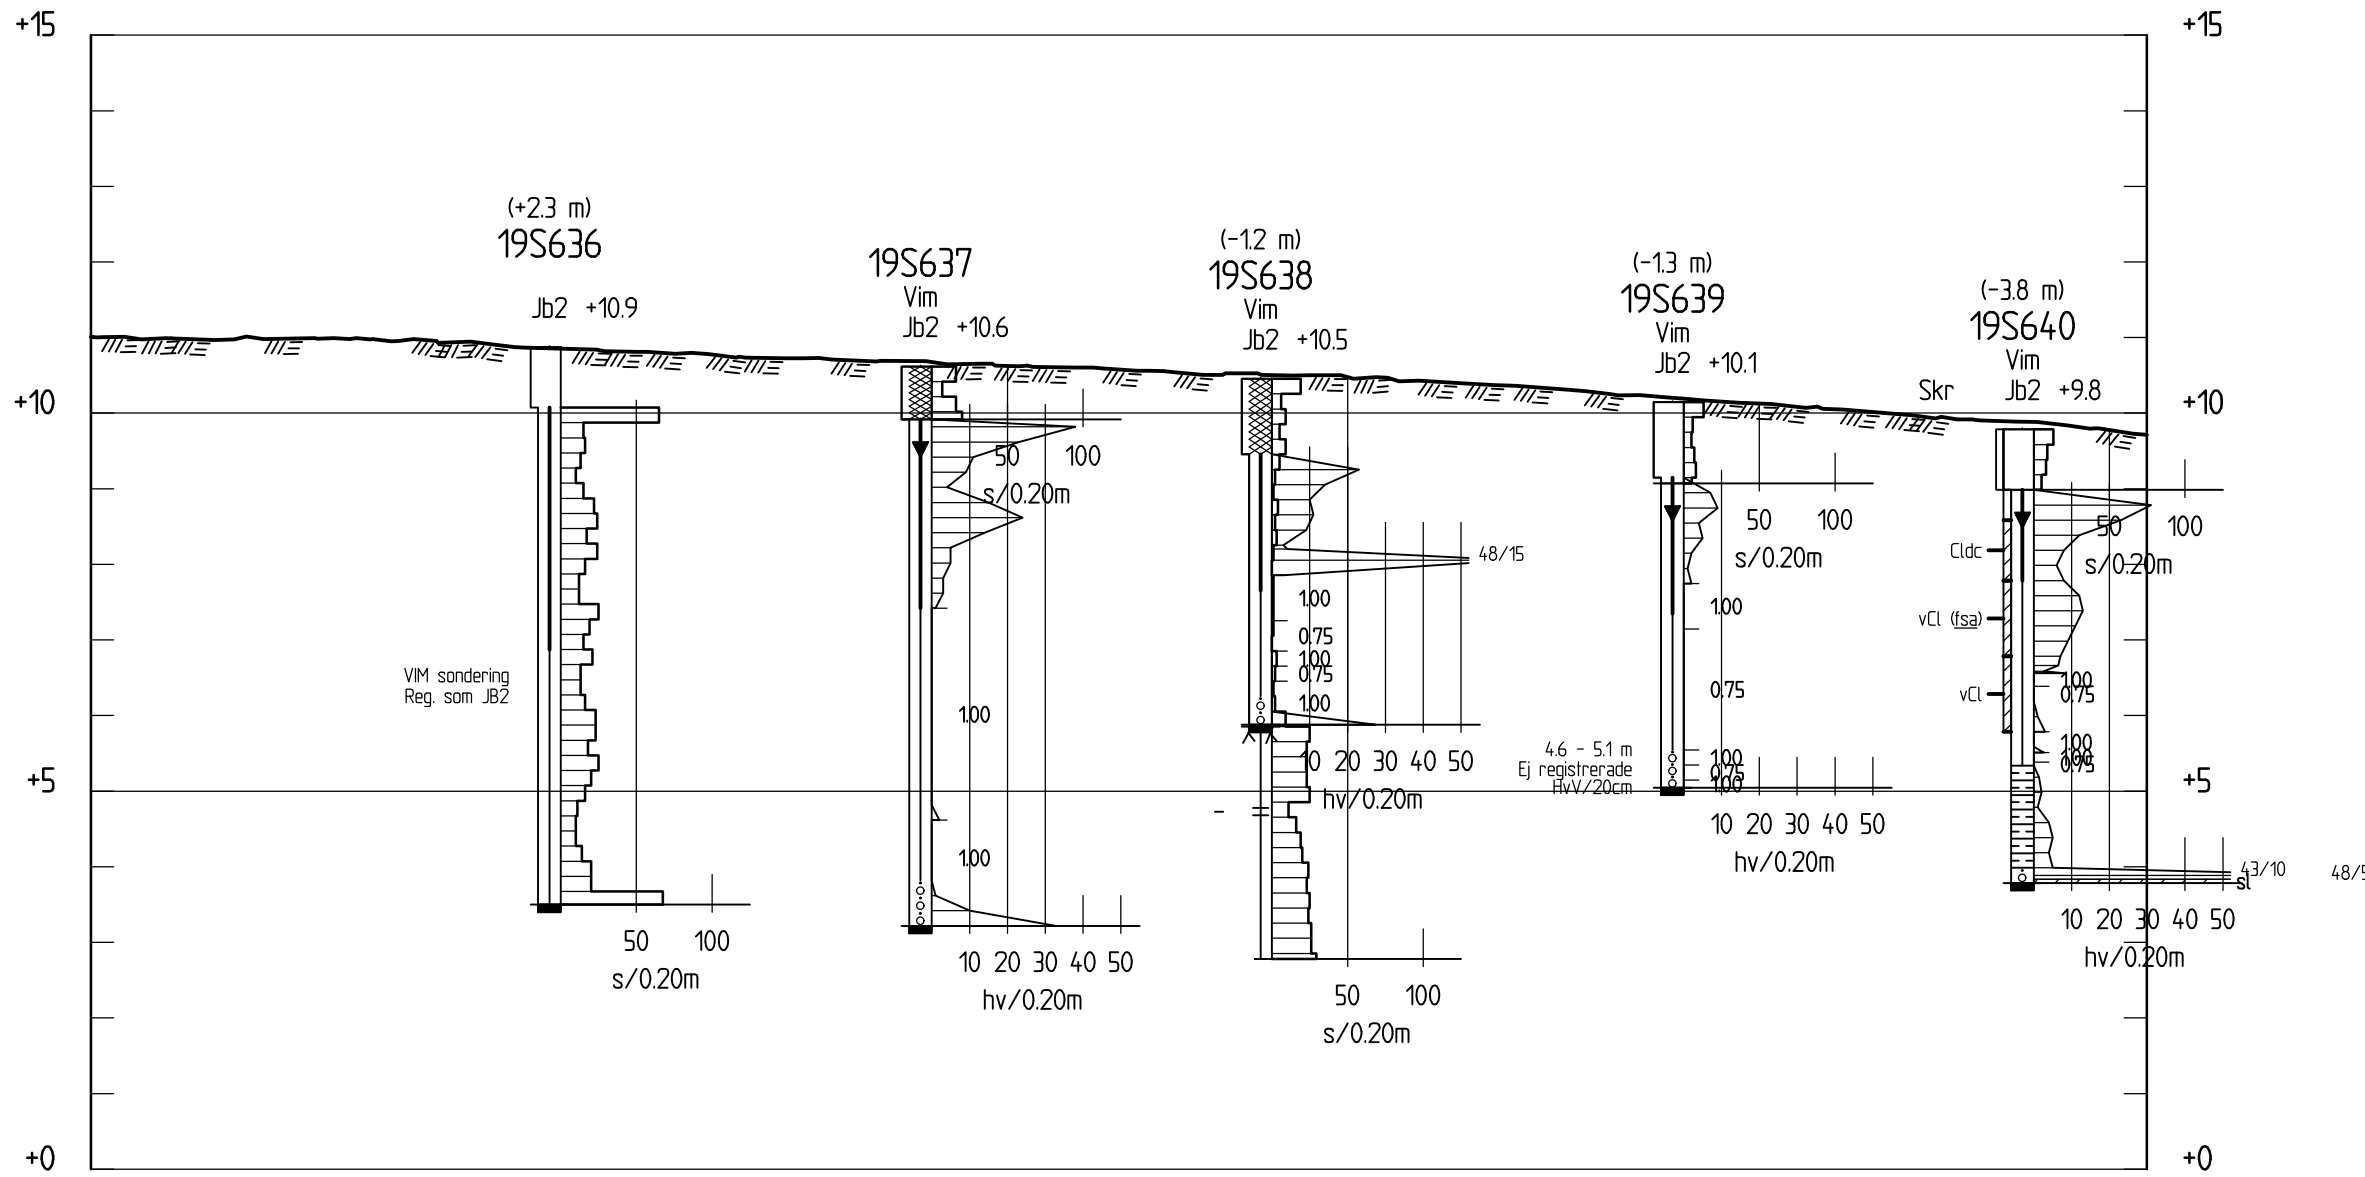 +15
+15
(+2.3 m)
19S636
Jb2 +10.9
19S637
Vim
Jb2 +10.6
(-1.2 m)
19S638
Vim
Jb2 +10.5
(-1.3 m)
19S639
Vim
Jb2 +10.1
(-3.8 m)
19S640
Vim
Skr Jb2 +9.8
+10
+10
50 100
s/0.20m
50 100
s/0.20m
50 100
s/0.20m
48/15
Cldc
vCl (fsa)
vCl
VIM sondering
Reg. som JB2
1.00
1.00
1.00
0.75
1.00
0.75
1.00
1.00
0.75
1.00
0.75
1.00
1.00
0.75
1.00
0.75
4.6 - 5.1 m
Ej registrerade
HvV/20cm
+5
+5
10 20 30 40 50
hv/0.20m
10 20 30 40 50
hv/0.20m
43/10 48/5
sl
10 20 30 40 50
hv/0.20m
50 100
s/0.20m
10 20 30 40 50
hv/0.20m
50 100
s/0.20m
+0
+0